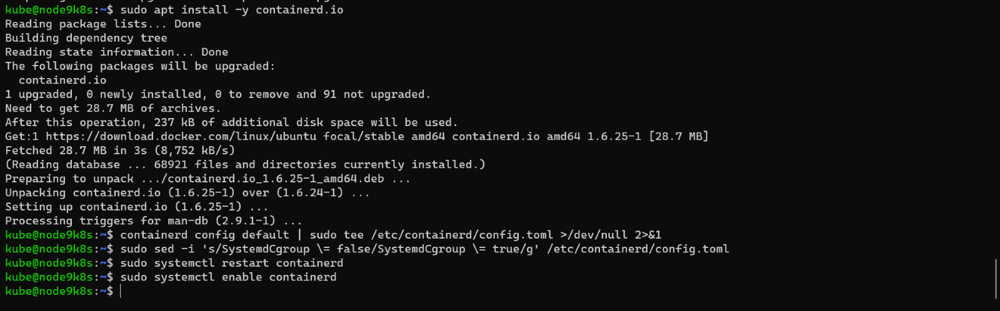 kube@node9k8s:~$ sudo apt install -y containerd.io
Reading package lists... Done
Building dependency tree
Reading state information... Done
The following packages will be upgraded:
  containerd.io
1 upgraded, 0 newly installed, 0 to remove and 91 not upgraded.
Need to get 28.7 MB of archives.
After this operation, 237 kB of additional disk space will be used.
Get:1 https://download.docker.com/linux/ubuntu focal/stable amd64 containerd.io amd64 1.6.25-1 [28.7 MB]
Fetched 28.7 MB in 3s (8,752 kB/s)
(Reading database ... 68921 files and directories currently installed.)
Preparing to unpack .../containerd.io_1.6.25-1_amd64.deb ...
Unpacking containerd.io (1.6.25-1) over (1.6.24-1) ...
Setting up containerd.io (1.6.25-1) ...
Processing triggers for man-db (2.9.1-1) ...
kube@node9k8s:~$ containerd config default | sudo tee /etc/containerd/config.toml >/dev/null 2>&1
kube@node9k8s:~$ sudo sed -i 's/SystemdCgroup \= false/SystemdCgroup \= true/g' /etc/containerd/config.toml
kube@node9k8s:~$ sudo systemctl restart containerd
kube@node9k8s:~$ sudo systemctl enable containerd
kube@node9k8s:~$